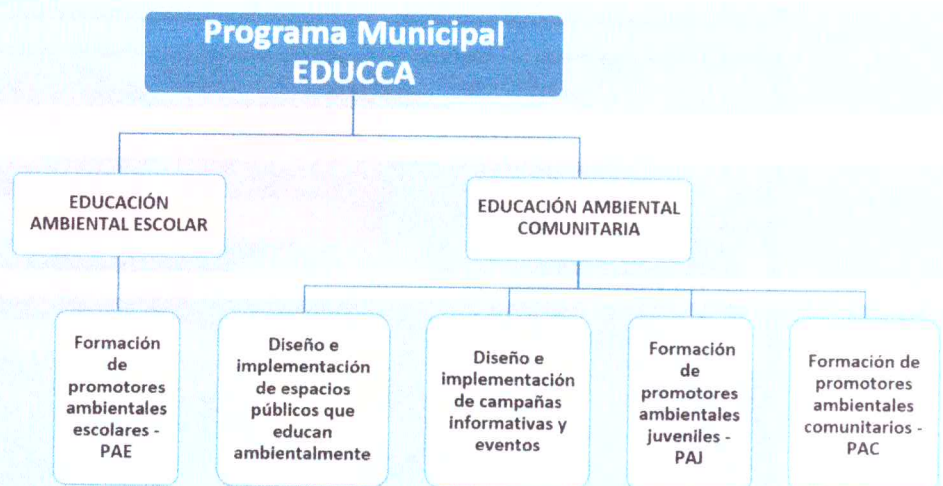 Programa Municipal
EDUCCA
EDUCACIÓN
AMBIENTAL ESCOLAR
EDUCACIÓN AMBIENTAL
COMUNITARIA
Formación
de
promotores
ambientales
escolares -
PAE
Diseño e
implementación
de espacios
públicos que
educan
ambientalmente
Diseño e
implementación
de campañas
informativas y
eventos
Formación
de
promotores
ambientales
juveniles -
PAJ
Formación de
promotores
ambientales
comunitarios -
PAC